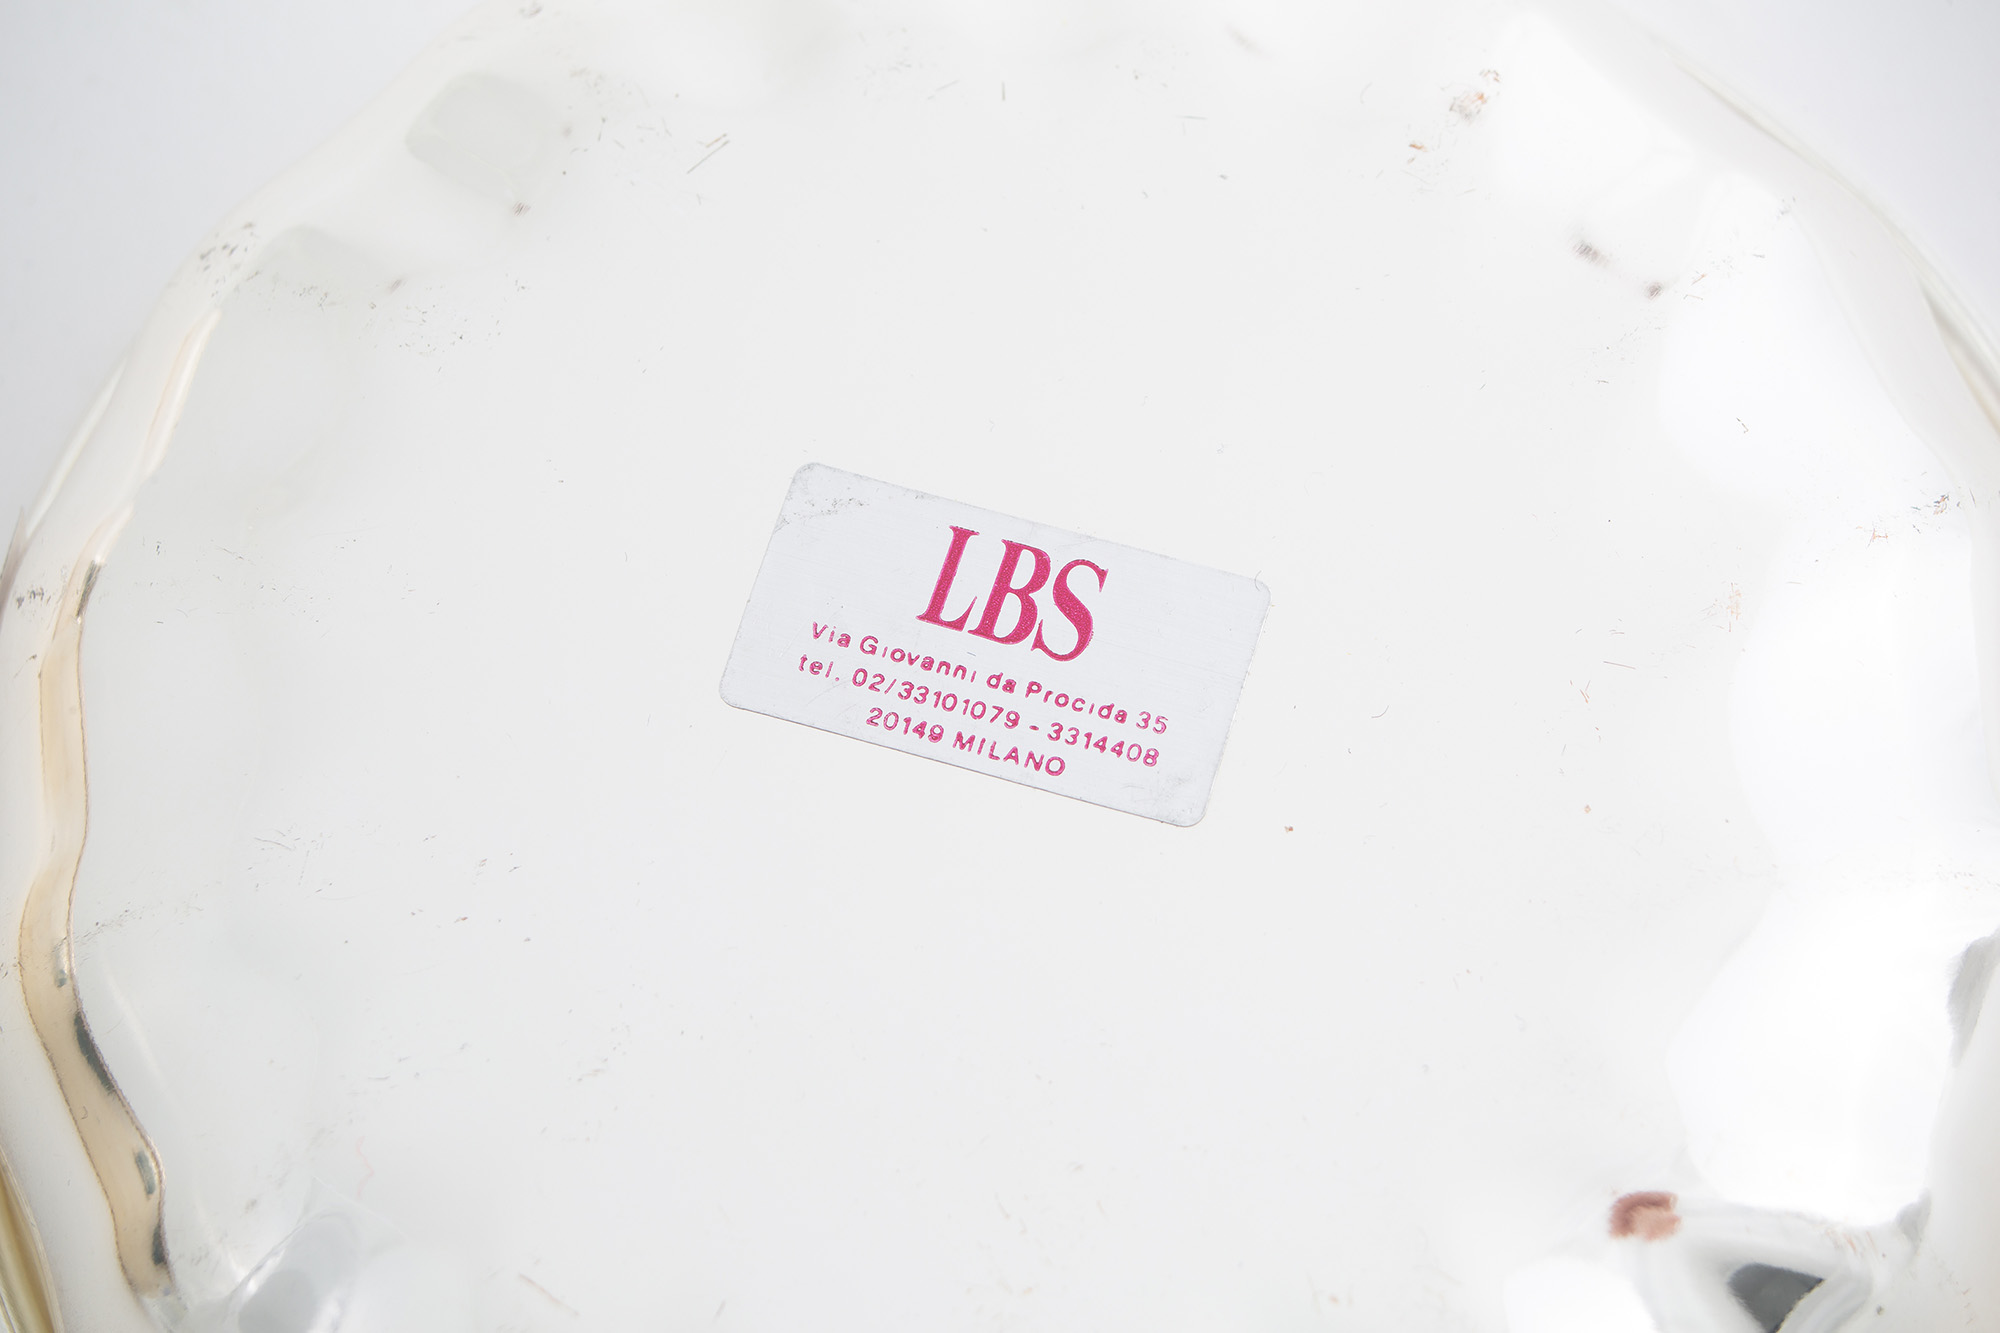 LBS
Via Giovanni da Procida 35
tel. 02/33101079 - 3314408
20149 MILANO